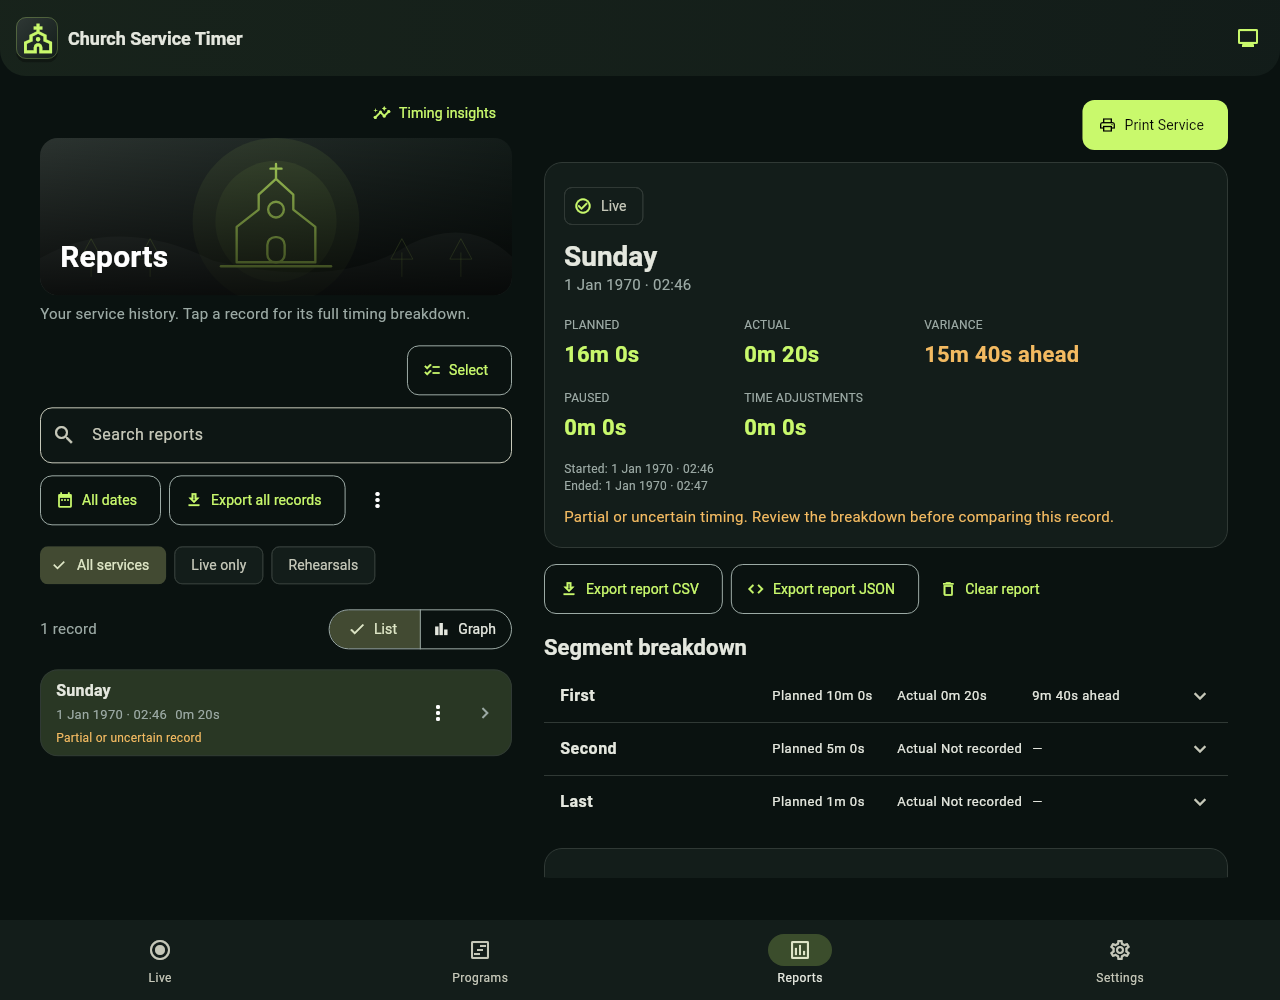 Church Service Timer
Timing insights
Reports
Your service history. Tap a record for its full timing breakdown.
Select
Search reports
All dates
Export all records
All services
Live only
Rehearsals
1 record
List
Graph
Sunday
1 Jan 1970 · 02:46 0m 20s
Partial or uncertain record
Print Service
Live
Sunday
1 Jan 1970 · 02:46
PLANNED ACTUAL VARIANCE
16m 0s 0m 20s 15m 40s ahead
PAUSED TIME ADJUSTMENTS
0m 0s 0m 0s
Started: 1 Jan 1970 · 02:46
Ended: 1 Jan 1970 · 02:47
Partial or uncertain timing. Review the breakdown before comparing this record.
Export report CSV
Export report JSON
Clear report
Segment breakdown
First Planned 10m 0s Actual 0m 20s 9m 40s ahead
Second Planned 5m 0s Actual Not recorded —
Last Planned 1m 0s Actual Not recorded —
Live
Programs
Reports
Settings